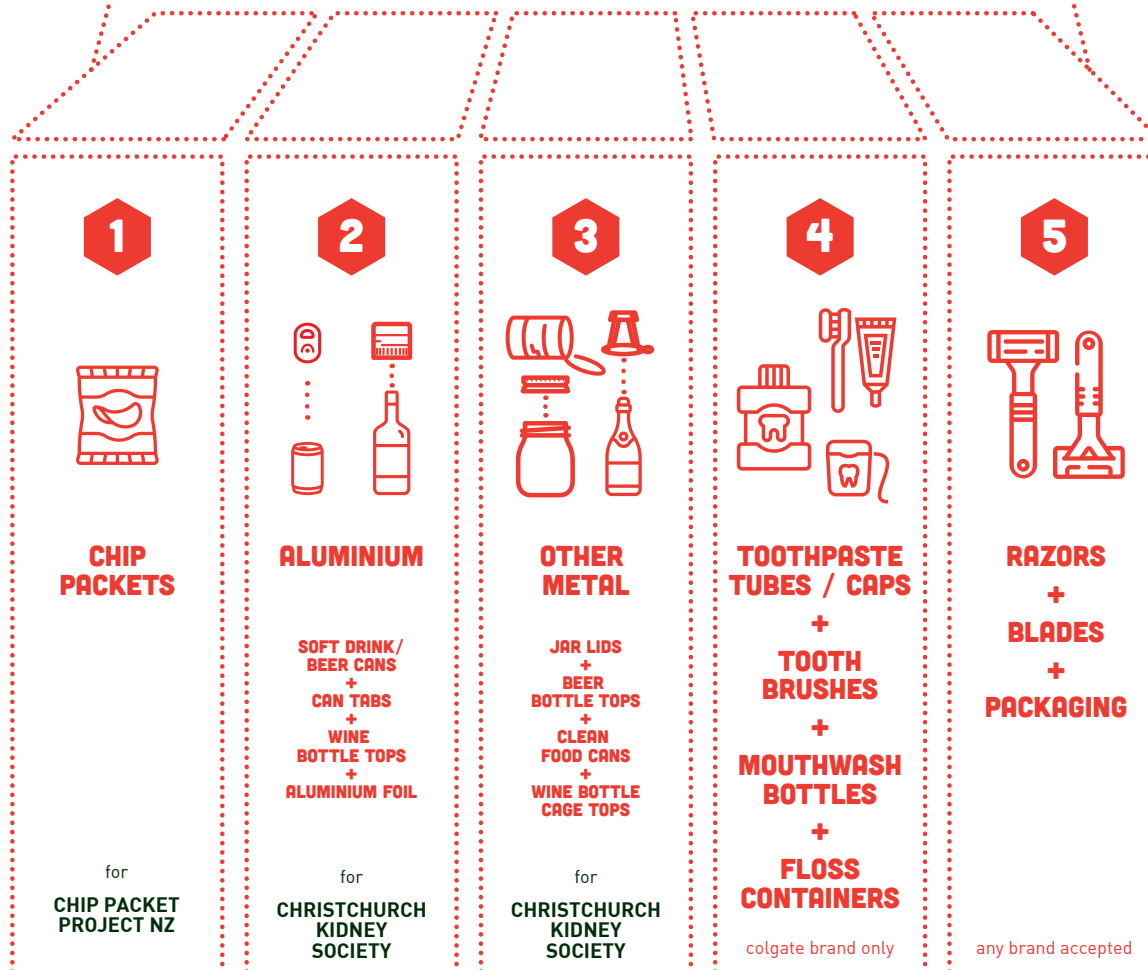 1
CHIP
PACKETS
for
CHIP PACKET
PROJECT NZ
2
ALUMINIUM
SOFT DRINK/
BEER CANS
+
CAN TABS
+
WINE
BOTTLE TOPS
+
ALUMINIUM FOIL
for
CHRISTCHURCH
KIDNEY
SOCIETY
3
OTHER
METAL
JAR LIDS
+
BEER
BOTTLE TOPS
+
CLEAN
FOOD CANS
+
WINE BOTTLE
CAGE TOPS
for
CHRISTCHURCH
KIDNEY
SOCIETY
4
TOOTHPASTE
TUBES / CAPS
+
TOOTH
BRUSHES
+
MOUTHWASH
BOTTLES
+
FLOSS
CONTAINERS
colgate brand only
5
RAZORS
+
BLADES
+
PACKAGING
any brand accepted